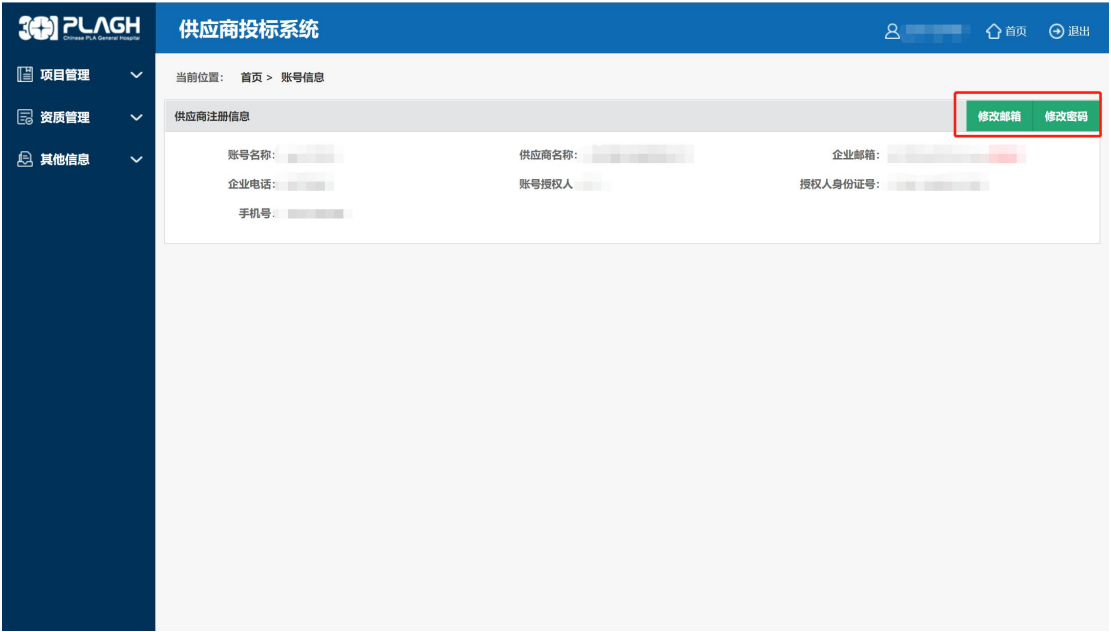 301 PLAGH
Chinese PLA General Hospital
供应商投标系统
首页
退出
项目管理
资质管理
其他信息
当前位置： 首页 > 账号信息
供应商注册信息
修改邮箱
修改密码
账号名称:
供应商名称:
企业邮箱:
企业电话:
账号授权人
授权人身份证号:
手机号: